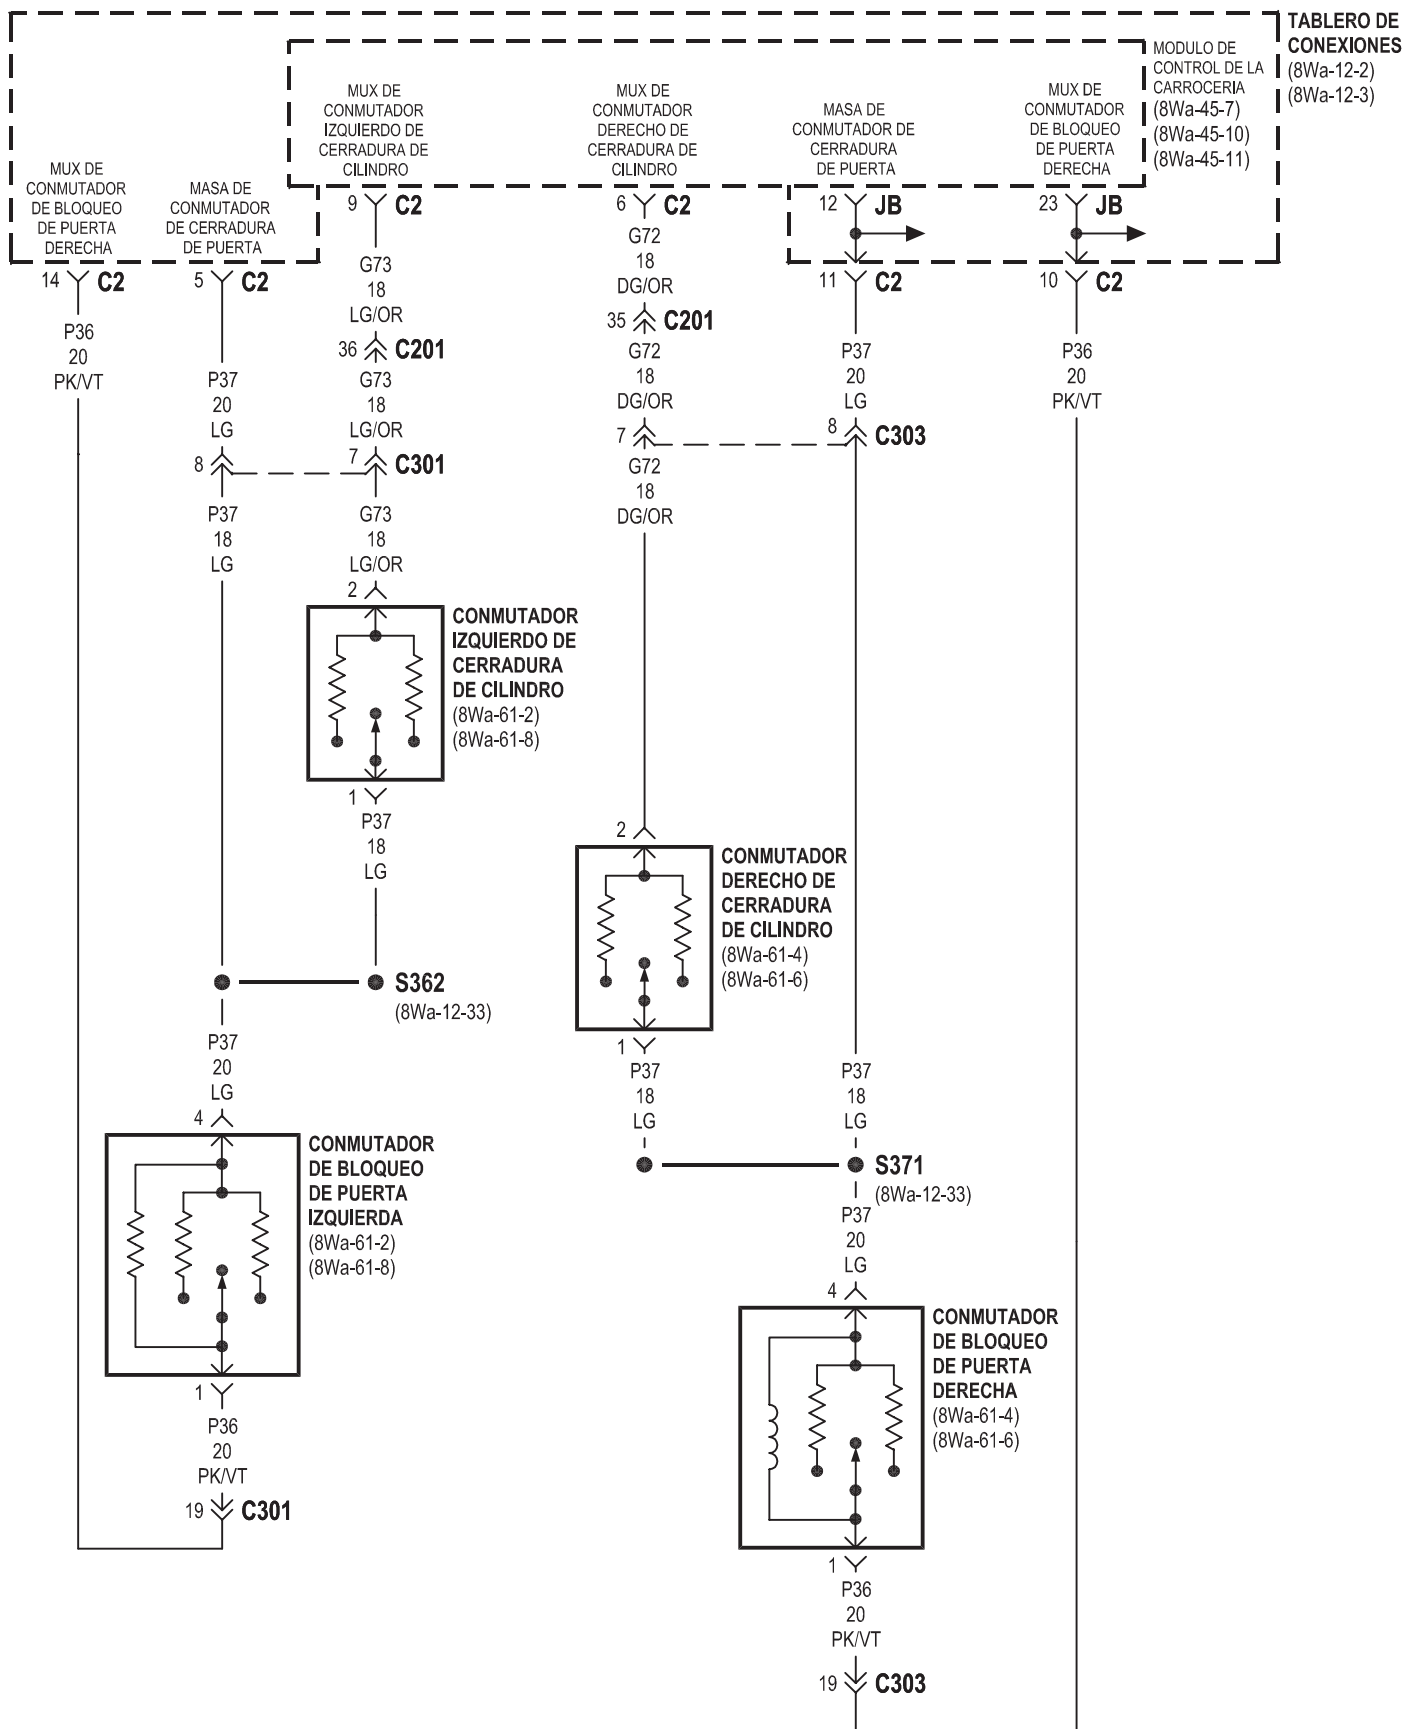 TABLERO DE
CONEXIONES
(8Wa-12-2)
(8Wa-12-3)
MODULO DE
CONTROL DE LA
CARROCERIA
(8Wa-45-7)
(8Wa-45-10)
(8Wa-45-11)
MUX DE
CONMUTADOR
DE BLOQUEO
DE PUERTA
DERECHA
MASA DE
CONMUTADOR
DE CERRADURA
DE PUERTA
MUX DE
CONMUTADOR
IZQUIERDO DE
CERRADURA DE
CILINDRO
MUX DE
CONMUTADOR
DERECHO DE
CERRADURA DE
CILINDRO
MASA DE
CONMUTADOR DE
CERRADURA
DE PUERTA
MUX DE
CONMUTADOR
DE BLOQUEO
DE PUERTA
DERECHA
9 C2
6 C2
12 JB
23 JB
14 C2
5 C2
11 C2
10 C2
P36
20
PK/VT
P37
20
LG
8
P37
18
LG
G73
18
LG/OR
36 C201
G73
18
LG/OR
7 C301
G73
18
LG/OR
2
CONMUTADOR
IZQUIERDO DE
CERRADURA
DE CILINDRO
(8Wa-61-2)
(8Wa-61-8)
1
P37
18
LG
S362
(8Wa-12-33)
P37
20
LG
4
CONMUTADOR
DE BLOQUEO
DE PUERTA
IZQUIERDA
(8Wa-61-2)
(8Wa-61-8)
1
P36
20
PK/VT
19 C301
G72
18
DG/OR
35 C201
G72
18
DG/OR
7
G72
18
DG/OR
2
CONMUTADOR
DERECHO DE
CERRADURA
DE CILINDRO
(8Wa-61-4)
(8Wa-61-6)
1
P37
18
LG
P37
20
LG
8 C303
P37
18
LG
S371
(8Wa-12-33)
P37
20
LG
4
CONMUTADOR
DE BLOQUEO
DE PUERTA
DERECHA
(8Wa-61-4)
(8Wa-61-6)
1
P36
20
PK/VT
19 C303
P36
20
PK/VT